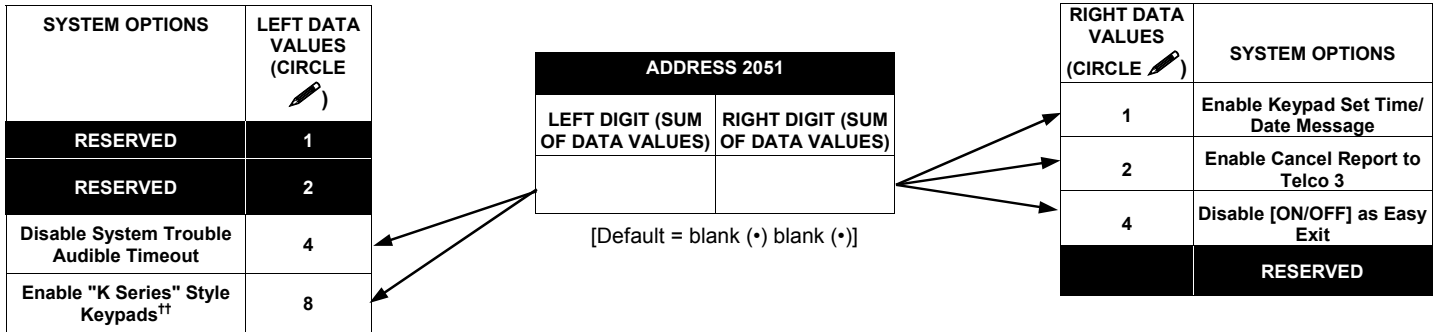 SYSTEM OPTIONS
LEFT DATA
VALUES
(CIRCLE
)
RESERVED
1
RESERVED
2
Disable System Trouble
Audible Timeout
4
Enable "K Series" Style
Keypads††
8
ADDRESS 2051
LEFT DIGIT (SUM
OF DATA VALUES)
RIGHT DIGIT (SUM
OF DATA VALUES)
[Default = blank (•) blank (•)]
RIGHT DATA
VALUES
(CIRCLE )
SYSTEM OPTIONS
1
Enable Keypad Set Time/
Date Message
2
Enable Cancel Report to
Telco 3
4
Disable [ON/OFF] as Easy
Exit
RESERVED